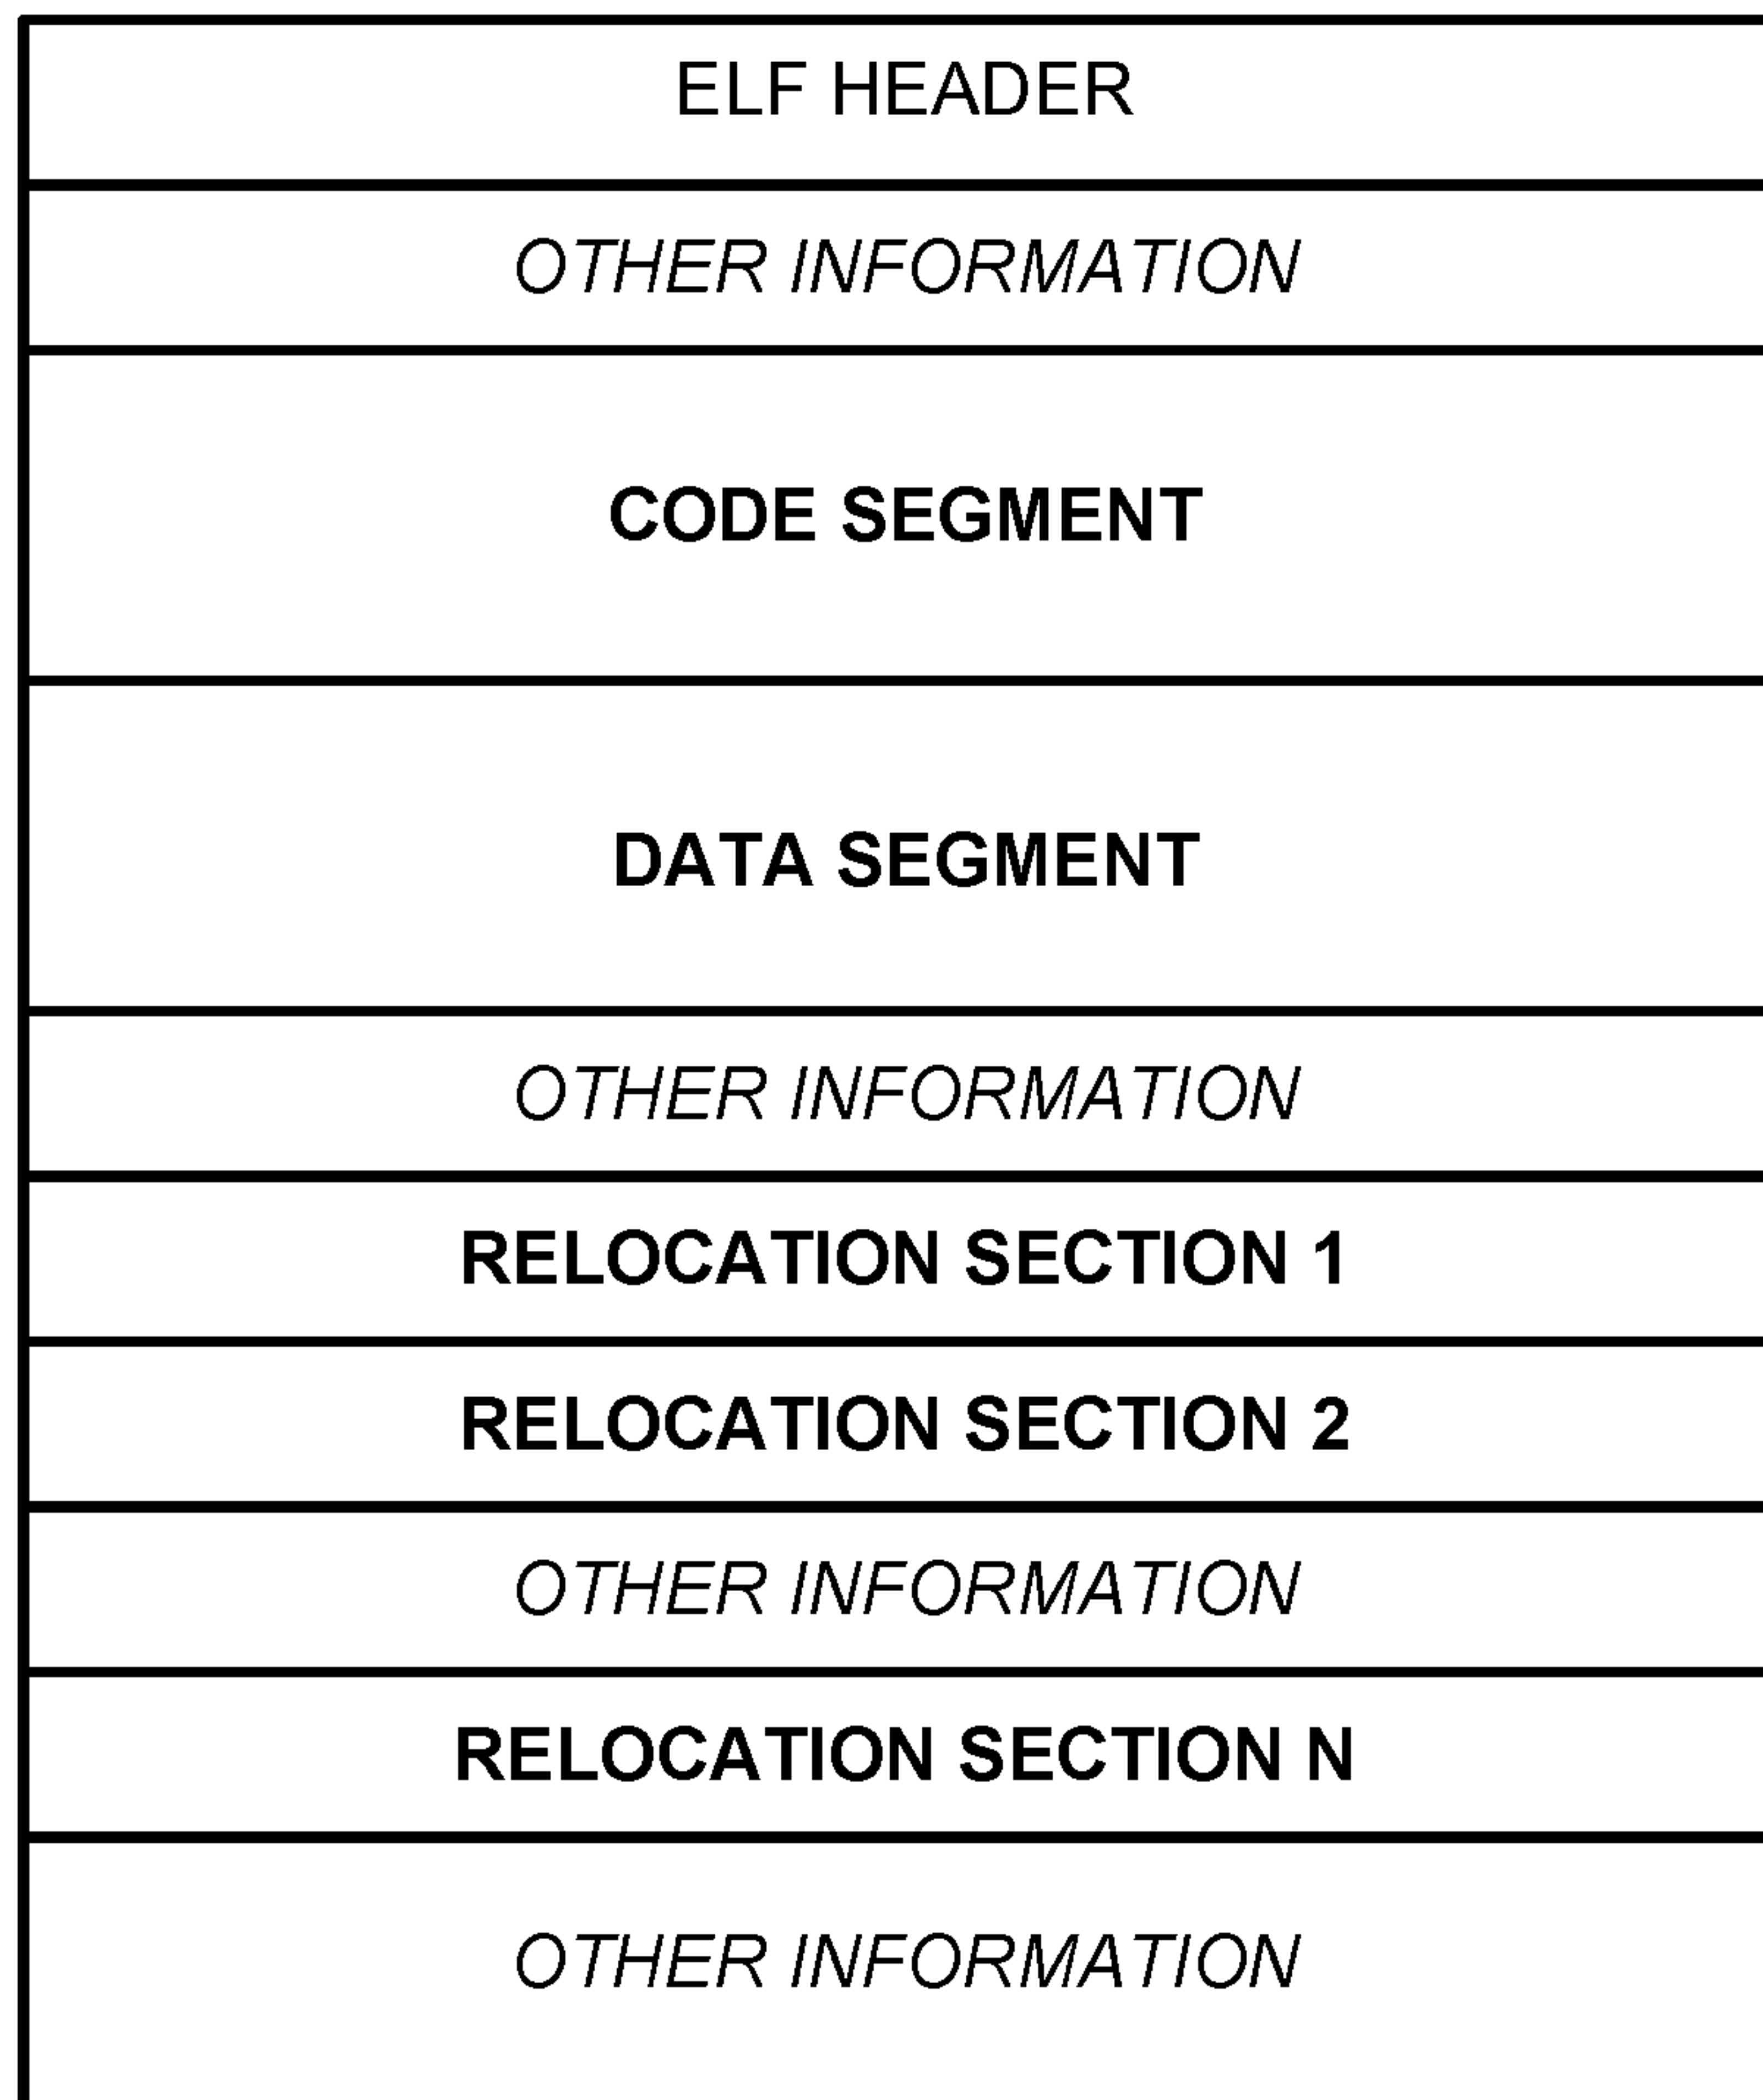 ELF HEADER
OTHER INFORMATION
CODE SEGMENT
DATA SEGMENT
OTHER INFORMATION
RELOCATION SECTION 1
RELOCATION SECTION 2
OTHER INFORMATION
RELOCATION SECTION N
OTHER INFORMATION